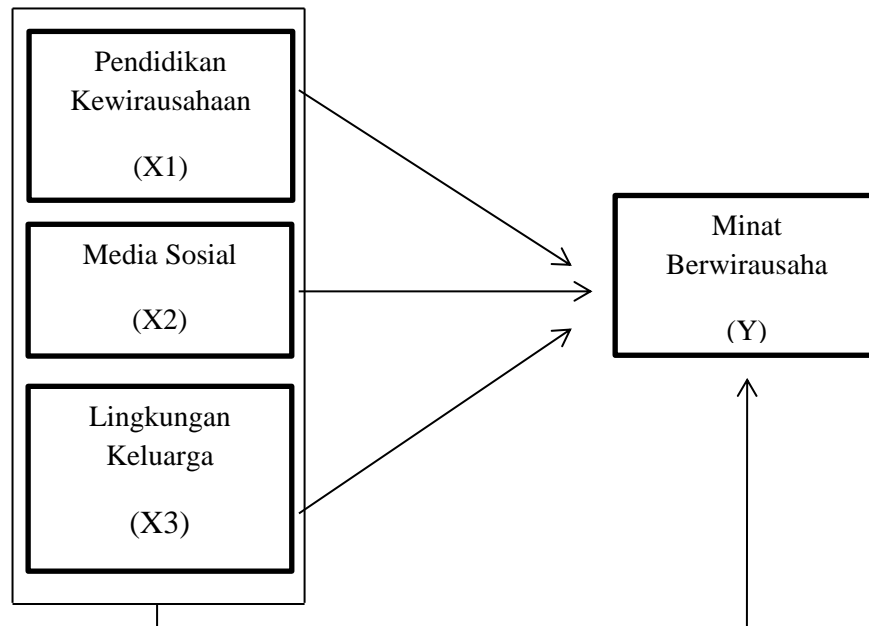 Pendidikan
Kewirausahaan
(X1)
Media Sosial
(X2)
Lingkungan
Keluarga
(X3)
Minat
Berwirausaha
(Y)